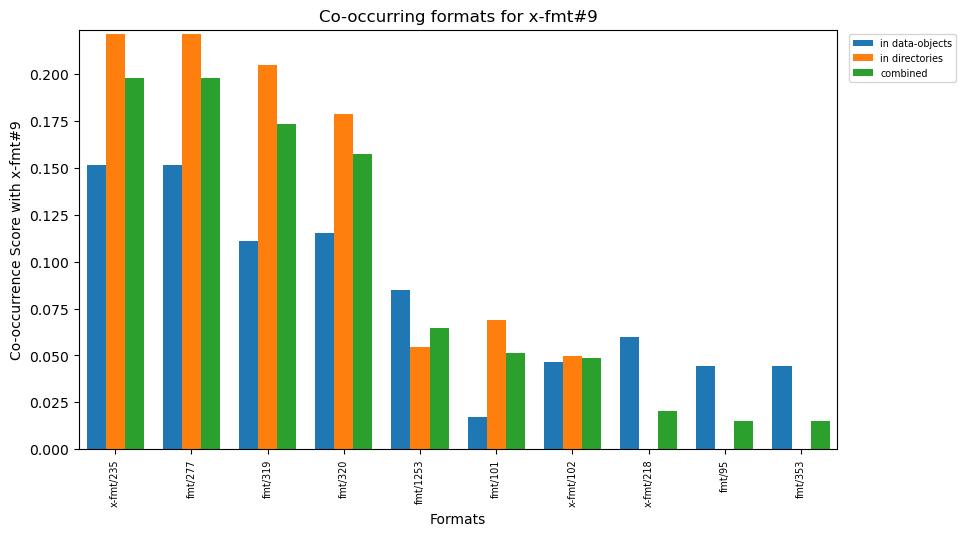 Co-occurring formats for x-fmt#9
in data-objects
in directories
combined
Co-occurrence Score with x-fmt#9
0.200
0.175
0.150
0.125
0.100
0.075
0.050
0.025
0.000
x-fmt/235
fmt/277
fmt/319
fmt/320
fmt/1253
fmt/101
x-fmt/102
x-fmt/218
fmt/95
fmt/353
Formats